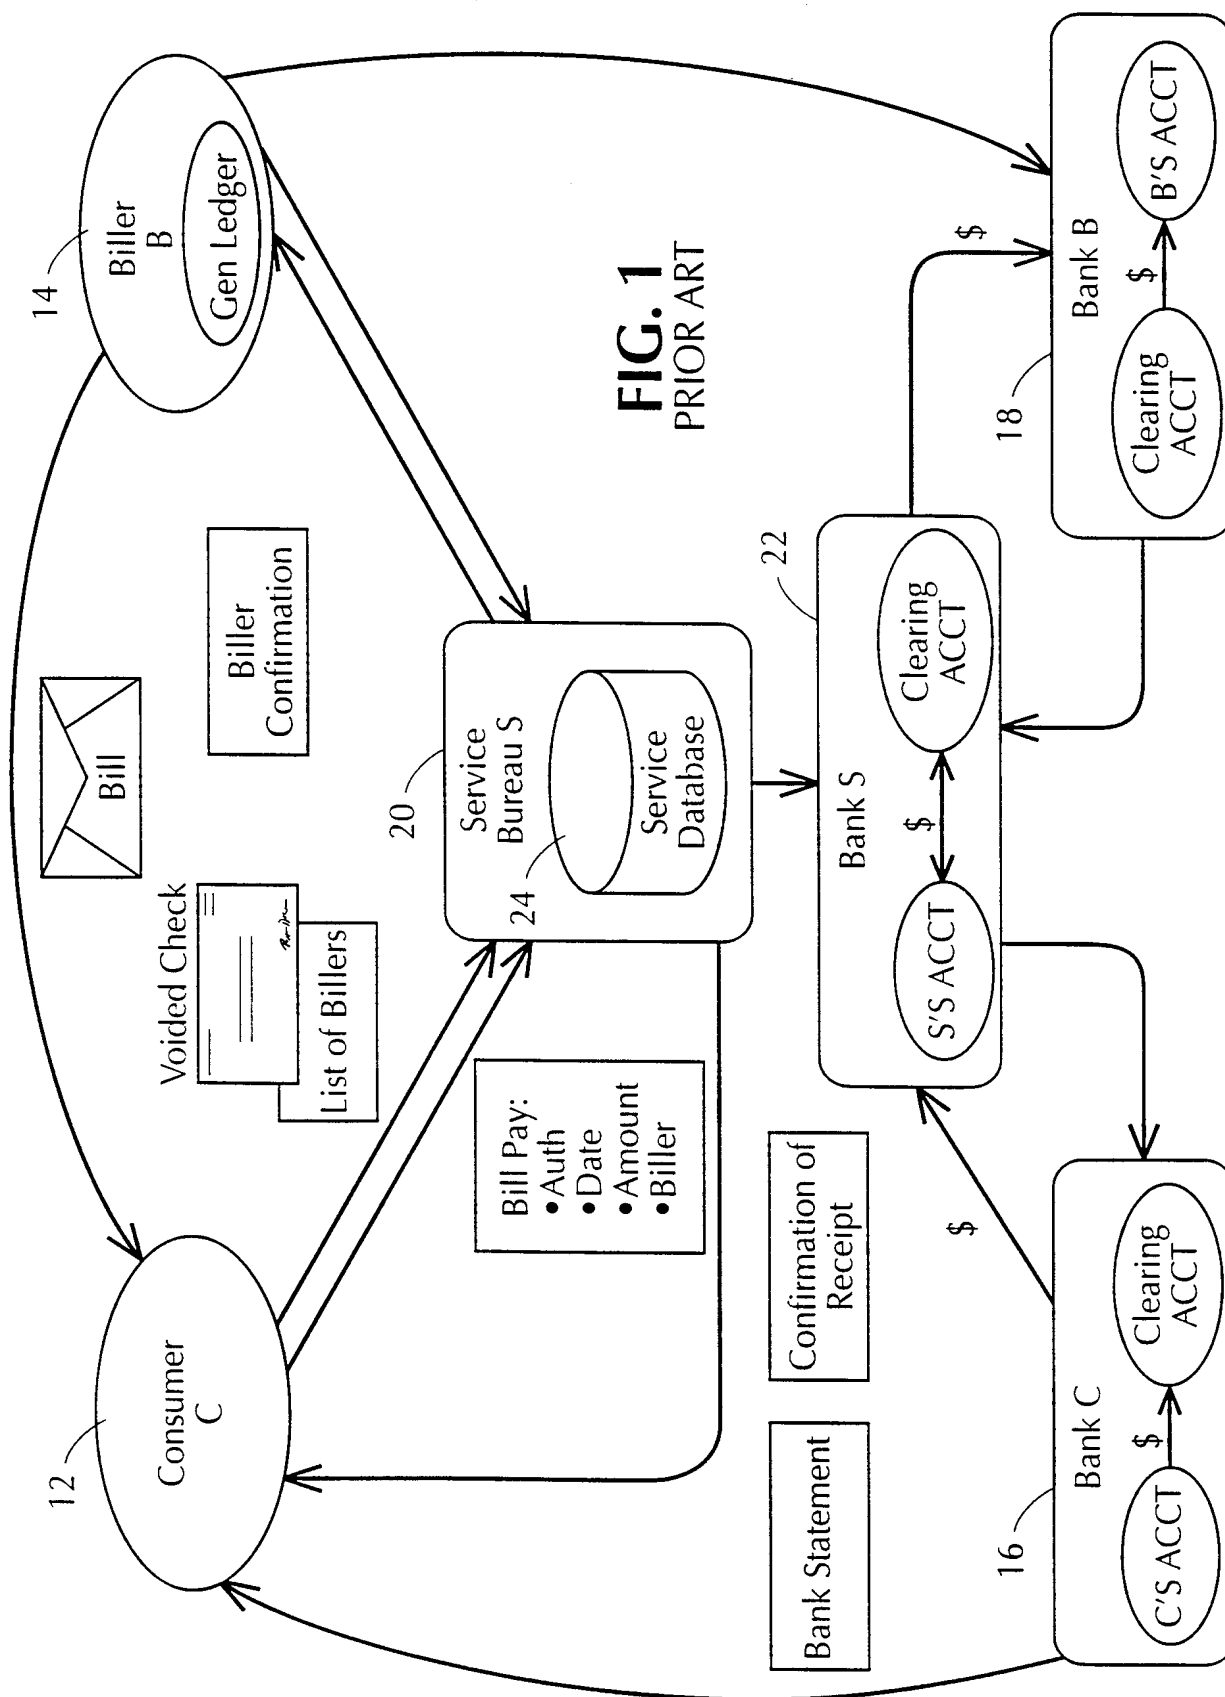 12
Consumer
C
Bill
14
Biller
B
Gen Ledger
Voided Check
List of Billers
Biller
Confirmation
20
Service
Bureau S
24
Service
Database
Bill Pay:
•Auth
•Date
•Amount
•Biller
FIG. 1
PRIOR ART
Bank Statement
Confirmation of
Receipt
22
Bank S
S'S ACCT
$
Clearing
ACCT
$
$
16
Bank C
C'S ACCT
$
Clearing
ACCT
18
Bank B
Clearing
ACCT
$
B'S ACCT